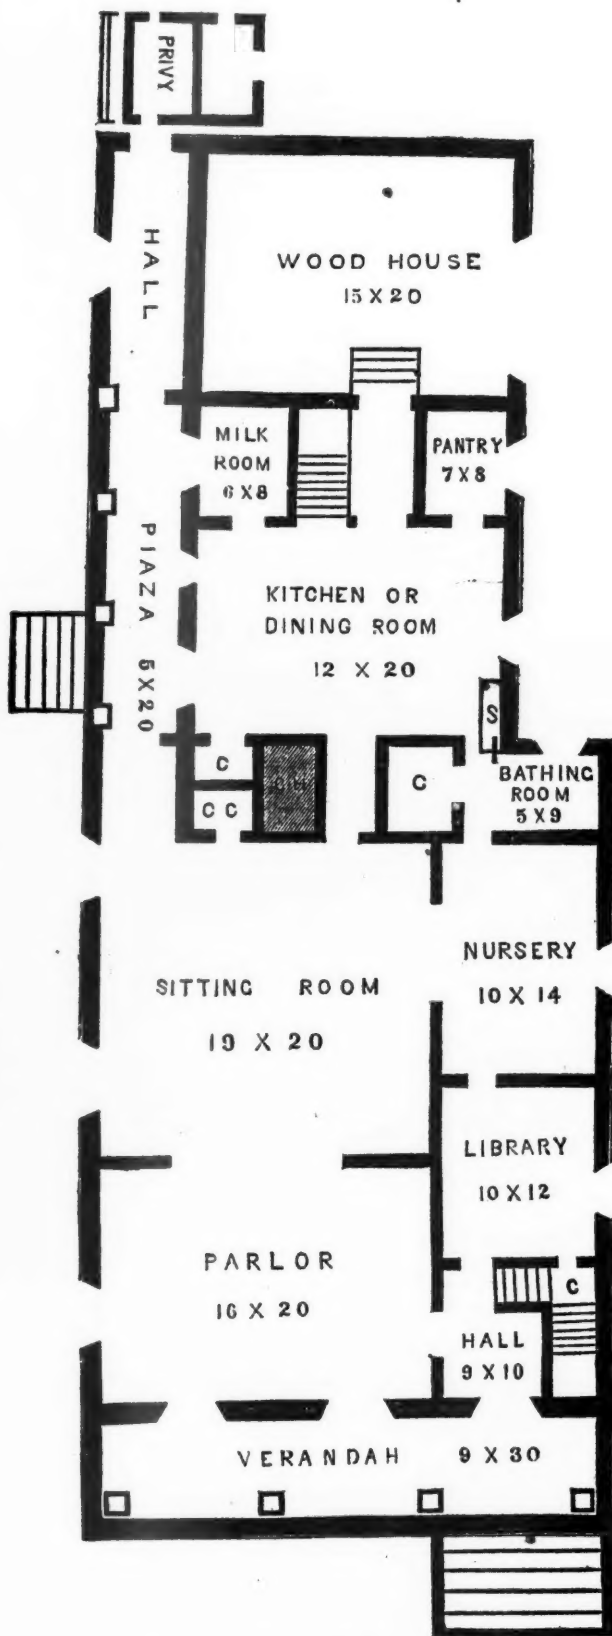 PRIVY
HALL
WOOD HOUSE
15 X 20
MILK
ROOM
6 X 8
PANTRY
7 X 8
PIAZA 5X20
KITCHEN OR
DINING ROOM
12 X 20
S
C
C C
C
BATHING
ROOM
5 X 9
NURSERY
10 X 14
SITTING ROOM
19 X 20
LIBRARY
10 X 12
PARLOR
16 X 20
C
HALL
9 X 10
VERANDAH 9 X 30